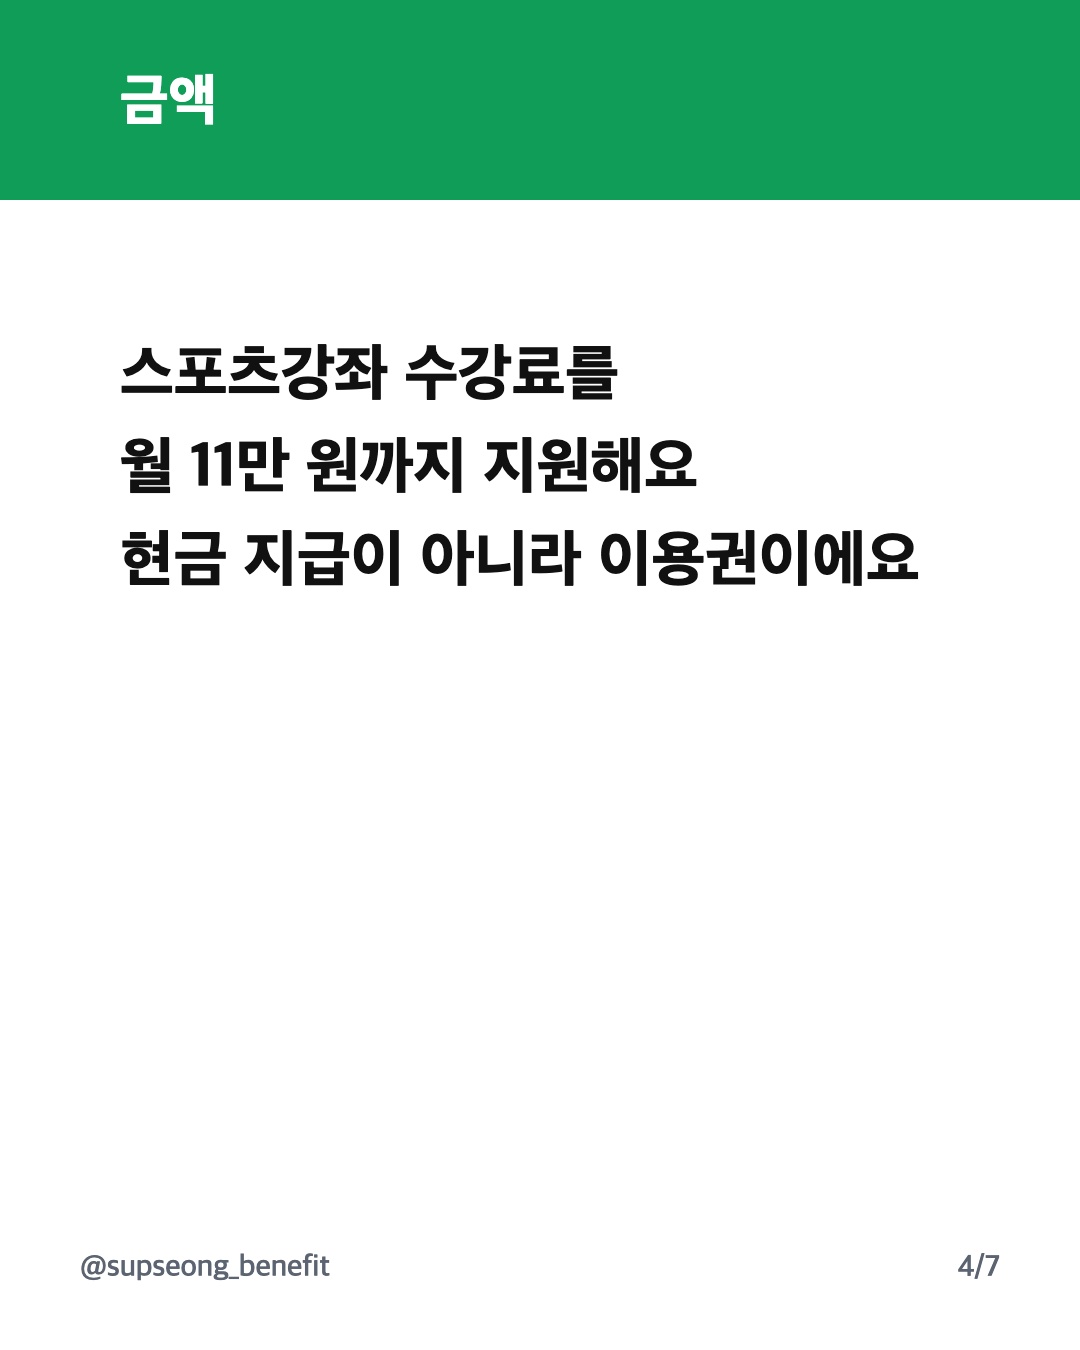 금액
스포츠강좌 수강료를
월 11만 원까지 지원해요
현금 지급이 아니라 이용권이에요
@supseong_benefit
4/7